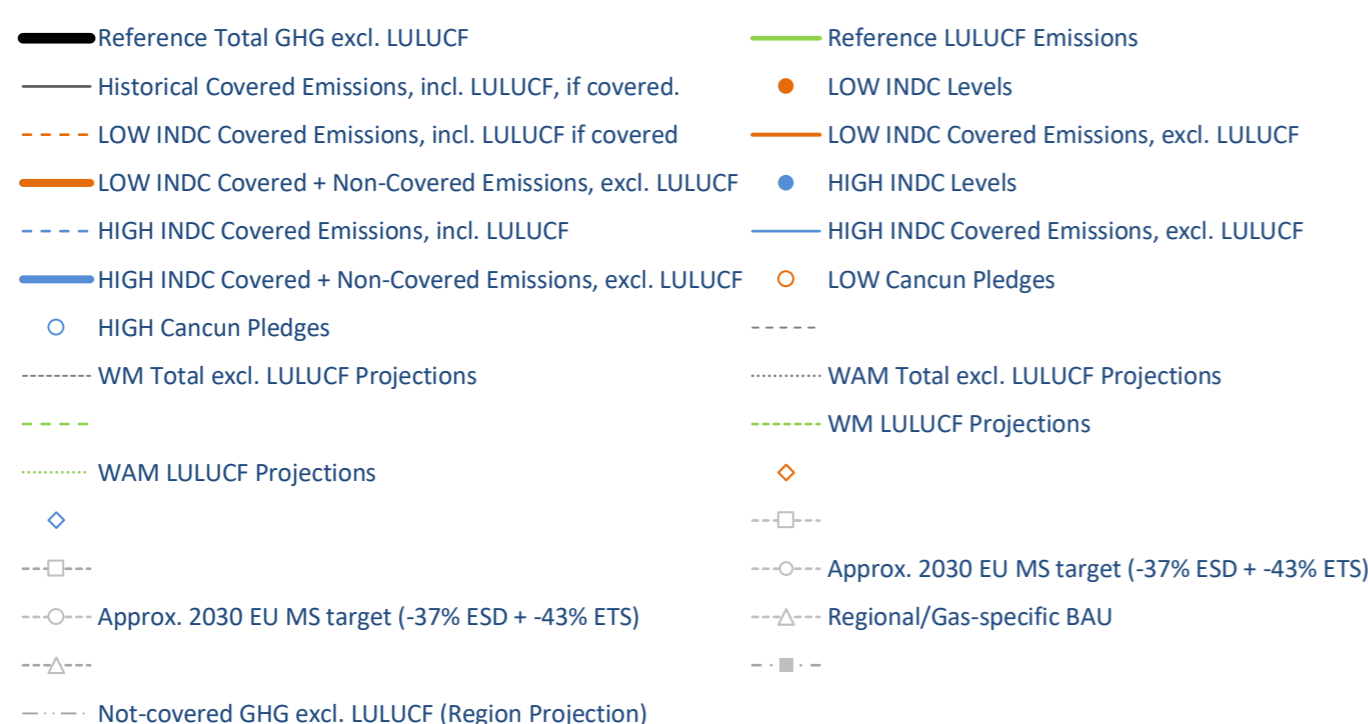 Reference Total GHG excl. LULUCF
Reference LULUCF Emissions
Historical Covered Emissions, incl. LULUCF, if covered.
LOW INDC Levels
LOW INDC Covered Emissions, incl. LULUCF if covered
LOW INDC Covered Emissions, excl. LULUCF
LOW INDC Covered + Non-Covered Emissions, excl. LULUCF
HIGH INDC Levels
HIGH INDC Covered Emissions, incl. LULUCF
HIGH INDC Covered Emissions, excl. LULUCF
HIGH INDC Covered + Non-Covered Emissions, excl. LULUCF
LOW Cancun Pledges
HIGH Cancun Pledges
WM Total excl. LULUCF Projections
WAM Total excl. LULUCF Projections
WM LULUCF Projections
WAM LULUCF Projections
Approx. 2030 EU MS target (-37% ESD + -43% ETS)
Approx. 2030 EU MS target (-37% ESD + -43% ETS)
Regional/Gas-specific BAU
Not-covered GHG excl. LULUCF (Region Projection)